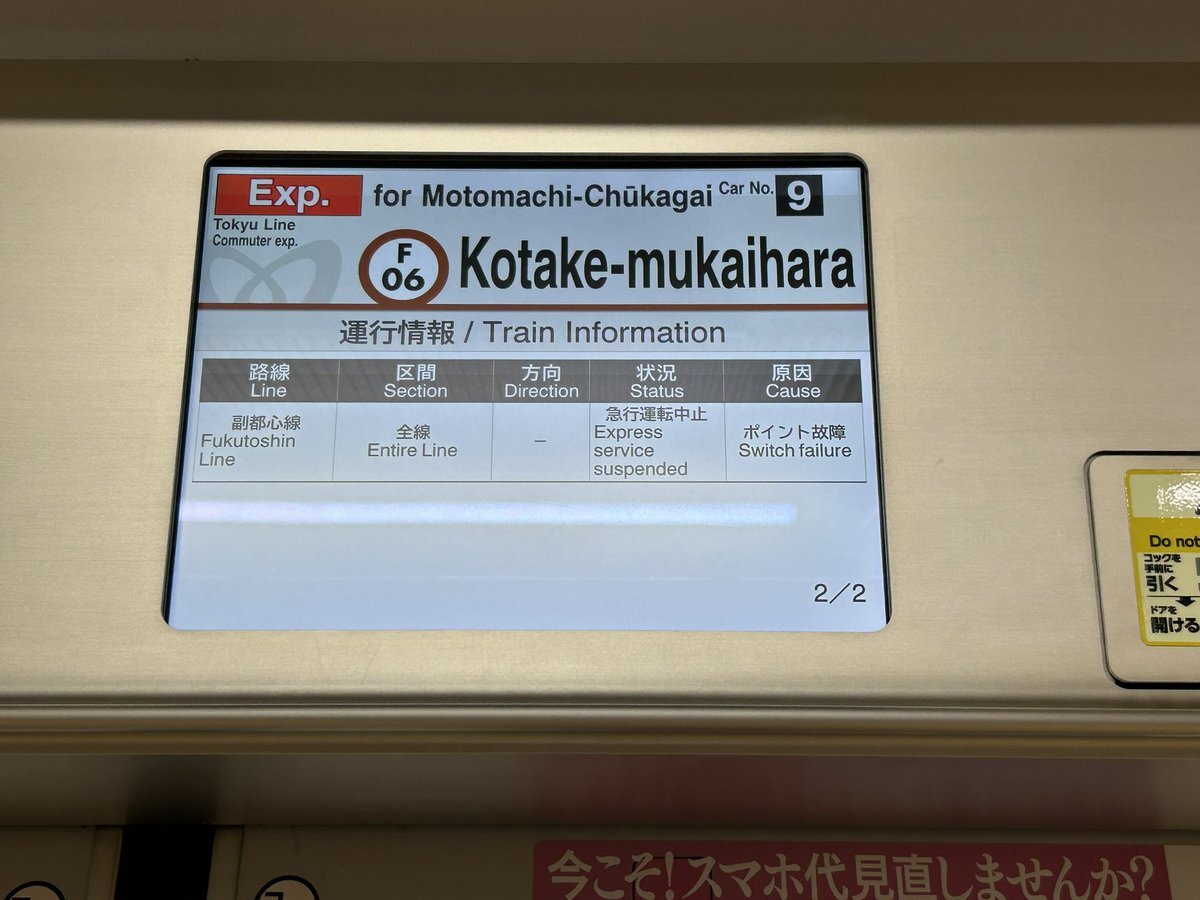 Exp. for Motomachi-Chūkagai Car No. 9
Tokyu Line
Commuter exp.
F
06
Kotake-mukaihara
運行情報 / Train Information
路線 区間 方向 状況 原因
Line Section Direction Status Cause
副都心線
Fukutoshin
Line
全線
Entire Line
–
急行運転中止
Express
service
suspended
ポイント故障
Switch failure
2/2
Do not
コックを
手前に
引く
ドアを
開ける
今こそ!スマホ代見直しませんか?